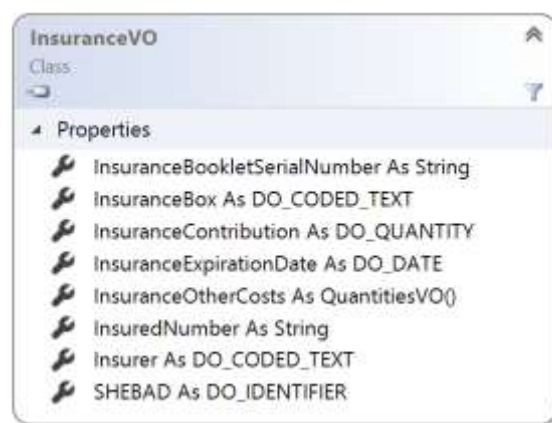 InsuranceVO
Class
Properties
InsuranceBookletSerialNumber As String
InsuranceBox As DO_CODED_TEXT
InsuranceContribution As DO_QUANTITY
InsuranceExpirationDate As DO_DATE
InsuranceOtherCosts As QuantitiesVO()
InsuredNumber As String
Insurer As DO_CODED_TEXT
SHEBAD As DO_IDENTIFIER